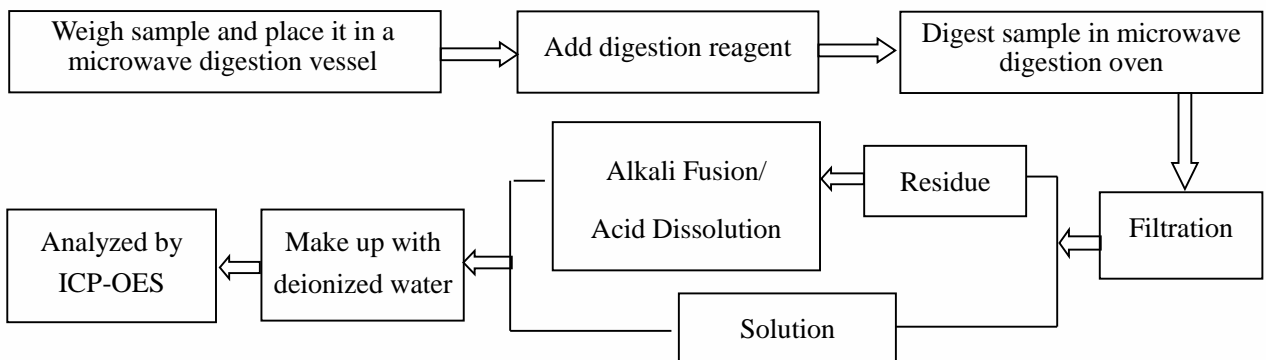 Weigh sample and place it in a
microwave digestion vessel
Add digestion reagent
Digest sample in microwave
digestion oven
Filtration
Residue
Alkali Fusion/
Acid Dissolution
Solution
Make up with
deionized water
Analyzed by
ICP-OES